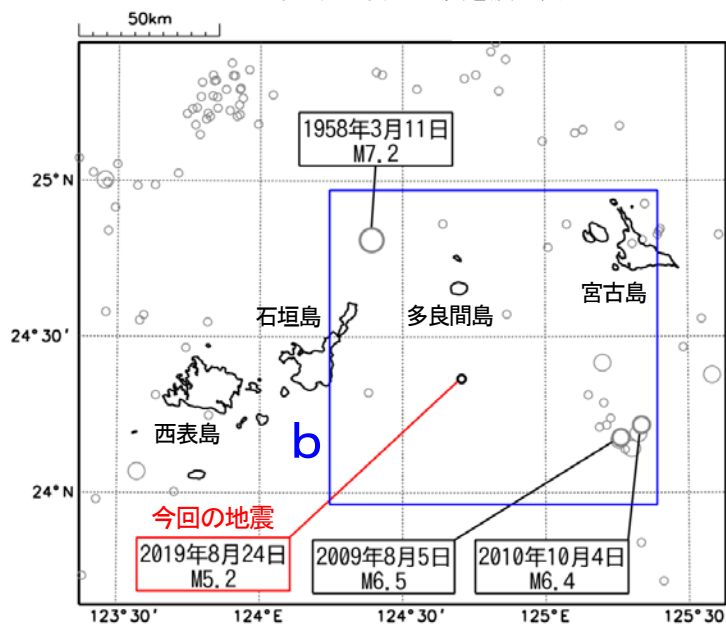 50km
1958年3月11日
M7.2
25°N
宮古島
石垣島
多良間島
24°30′
西表島
b
24°N
今回の地震
2019年8月24日
M5.2
2009年8月5日
M6.5
2010年10月4日
M6.4
123°30′
124°E
124°30′
125°E
125°30′